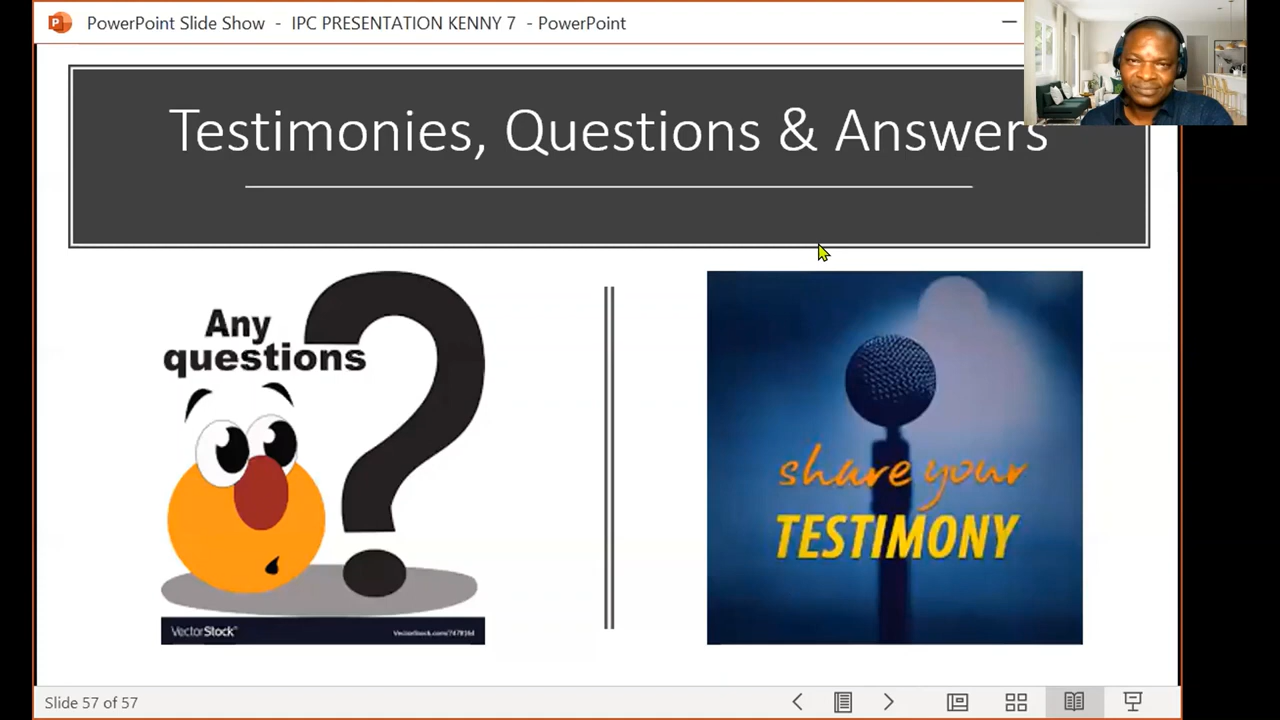 PowerPoint Slide Show - IPC PRESENTATION KENNY 7 - PowerPoint
Testimonies, Questions & Answers
Any
questions
?
share your
TESTIMONY
VectorStock
Slide 57 of 57